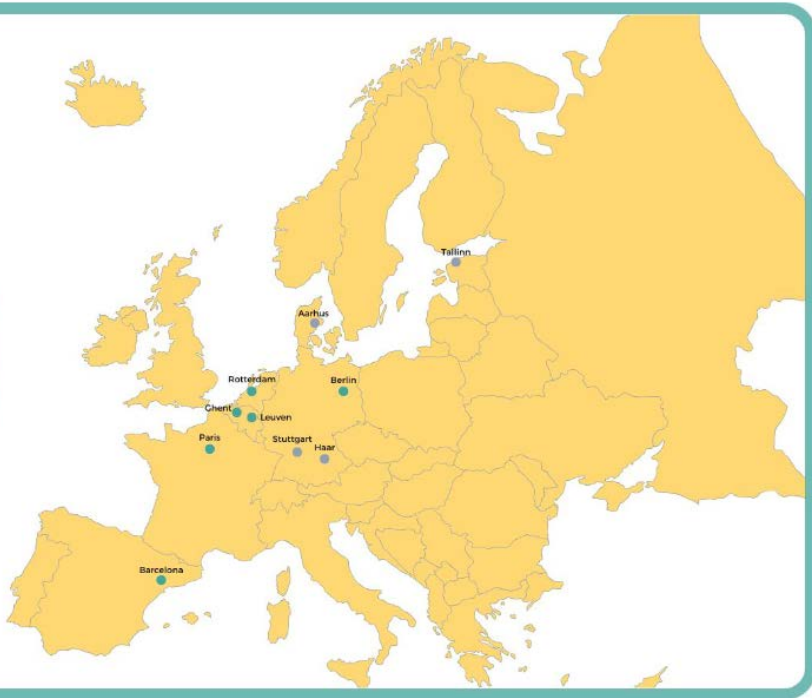 Tallinn
Aarhus
Rotterdam
Berlin
Ghent
Leuven
Paris
Stuttgart
Haar
Barcelona